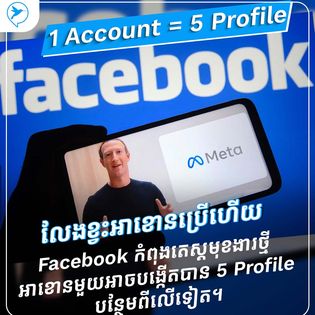 1 Account = 5 Profile
facebook
Meta
លែងខ្វះអាខោនប្រើហើយ
Facebook កំពុងតេស្តមុខងារថ្មី
អាខោនមួយអាចបង្កើតបាន 5 Profile
បន្ថែមពីលើទៀត។